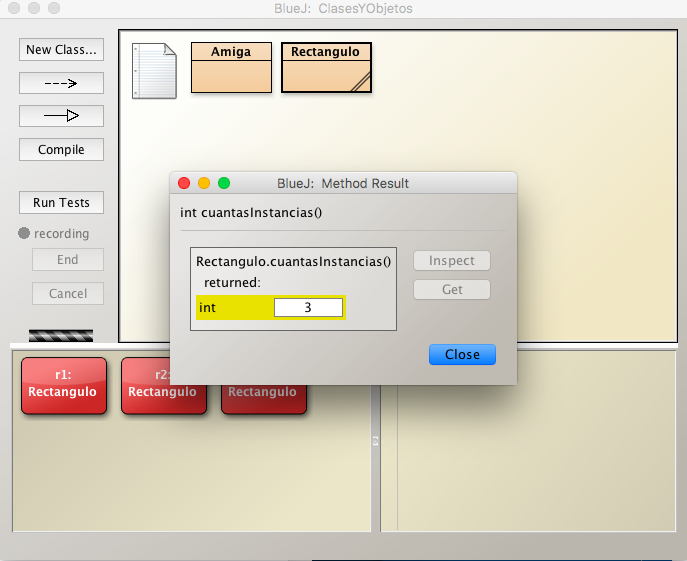 BlueJ: ClasesYObjetos
New Class...
Compile
Run Tests
recording
End
Cancel
Amiga
Rectangulo
BlueJ: Method Result
int cuantasInstancias()
Rectangulo.cuantasInstancias()
returned:
int 3
Inspect
Get
Close
r1:
Rectangulo
r2:
Rectangulo
Rectangulo